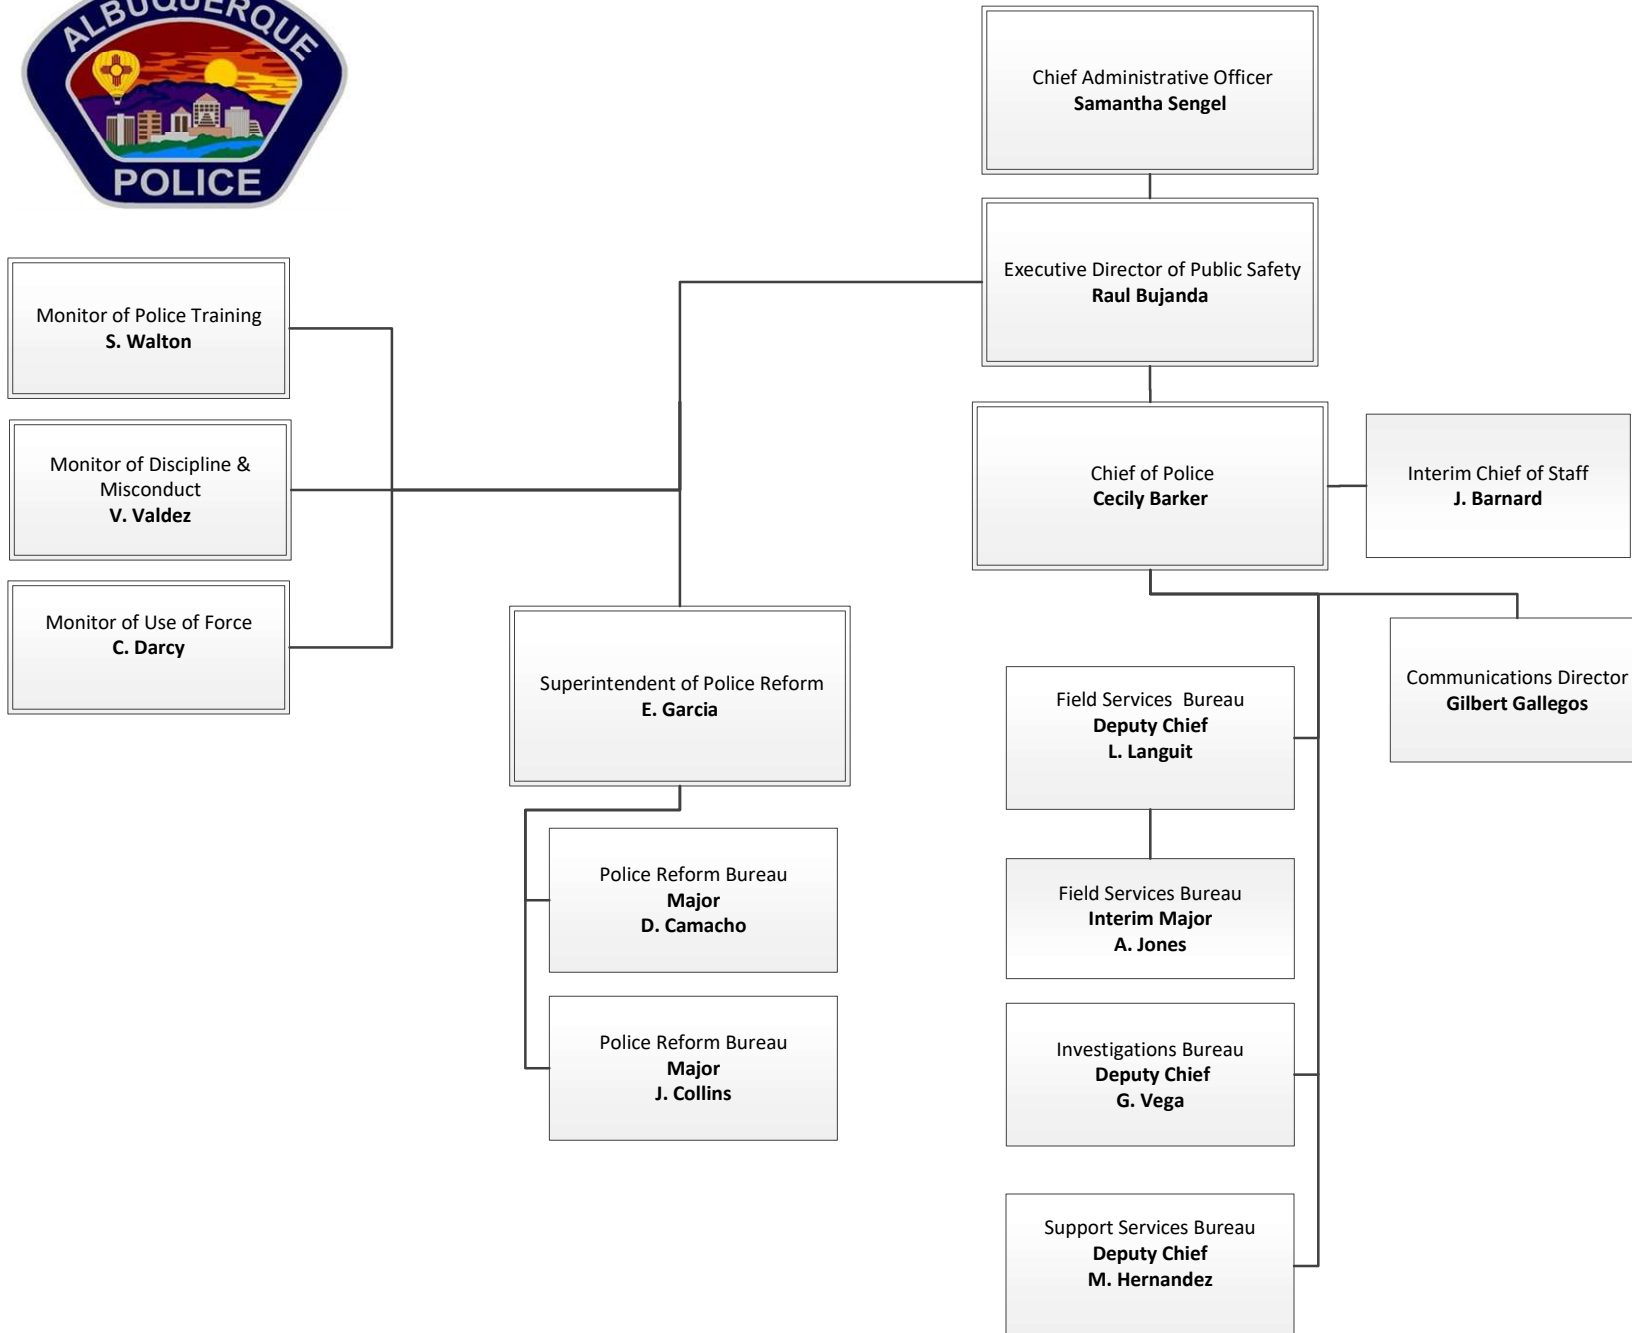 ALBUQUERQUE
POLICE
Chief Administrative Officer
Samantha Sengel
Executive Director of Public Safety
Raul Bujanda
Monitor of Police Training
S. Walton
Monitor of Discipline &
Misconduct
V. Valdez
Monitor of Use of Force
C. Darcy
Chief of Police
Cecily Barker
Interim Chief of Staff
J. Barnard
Superintendent of Police Reform
E. Garcia
Police Reform Bureau
Major
D. Camacho
Police Reform Bureau
Major
J. Collins
Communications Director
Gilbert Gallegos
Field Services  Bureau
Deputy Chief
L. Languit
Field Services Bureau
Interim Major
A. Jones
Investigations Bureau
Deputy Chief
G. Vega
Support Services Bureau
Deputy Chief
M. Hernandez